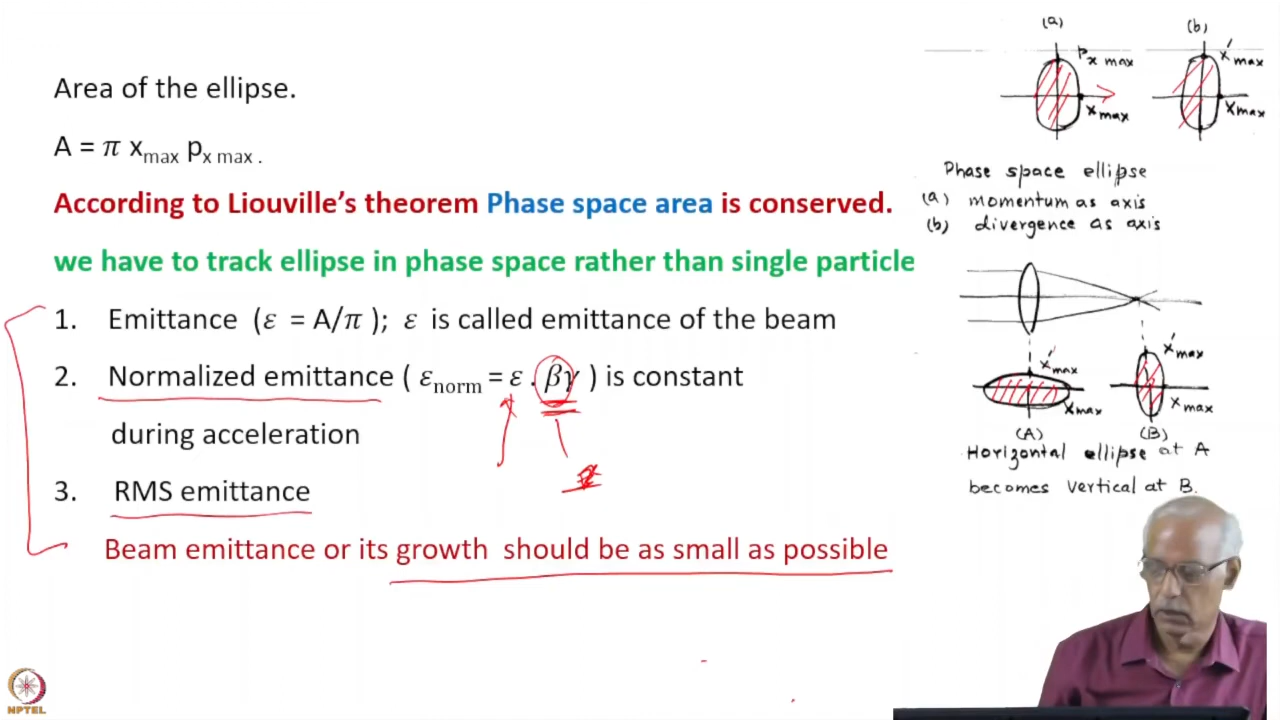 Area of the ellipse.
A = π x_max p_x max .
According to Liouville's theorem Phase space area is conserved.
we have to track ellipse in phase space rather than single particle
1. Emittance (ε = A/π ); ε is called emittance of the beam
2. Normalized emittance ( ε_norm = ε . βγ ) is constant
during acceleration
3. RMS emittance
Beam emittance or its growth should be as small as possible
(a)
P_x max
x_max
(b)
x'_max
x_max
Phase space ellipse
(a) momentum as axis
(b) divergence as axis
x'_max
x_max
(A)
x'_max
x_max
(B)
Horizontal ellipse at A
becomes vertical at B.
NPTEL